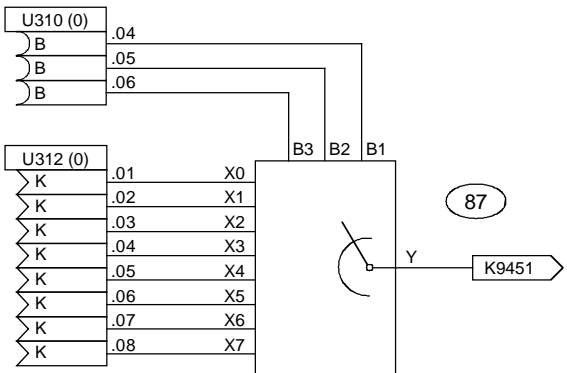 U310 (0)
B .04
B .05
B .06
B3 B2 B1
U312 (0)
K .01 X0
K .02 X1
K .03 X2
K .04 X3
K .05 X4
K .06 X5
K .07 X6
K .08 X7
87
Y
K9451